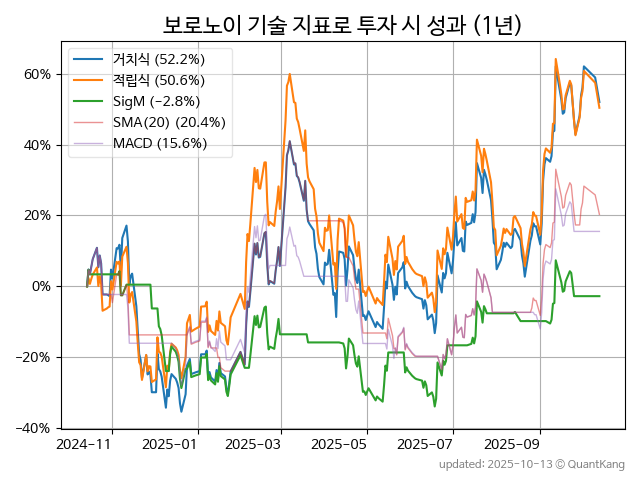 보로노이 기술 지표로 투자 시 성과 (1년)
거치식 (52.2%)
적립식 (50.6%)
SigM (-2.8%)
SMA(20) (20.4%)
MACD (15.6%)
60%
40%
20%
0%
−20%
−40%
2024-11 2025-01 2025-03 2025-05 2025-07 2025-09
updated: 2025-10-13 © QuantKang